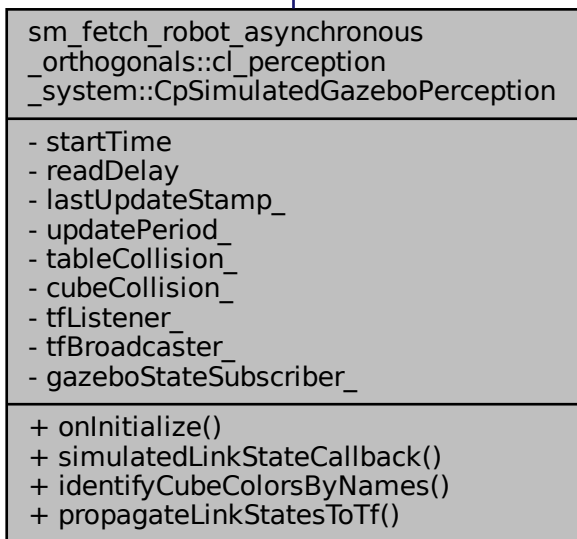 sm_fetch_robot_asynchronous
_orthogonals::cl_perception
_system::CpSimulatedGazeboPerception
- startTime
- readDelay
- lastUpdateStamp_
- updatePeriod_
- tableCollision_
- cubeCollision_
- tfListener_
- tfBroadcaster_
- gazeboStateSubscriber_
+ onInitialize()
+ simulatedLinkStateCallback()
+ identifyCubeColorsByNames()
+ propagateLinkStatesToTf()